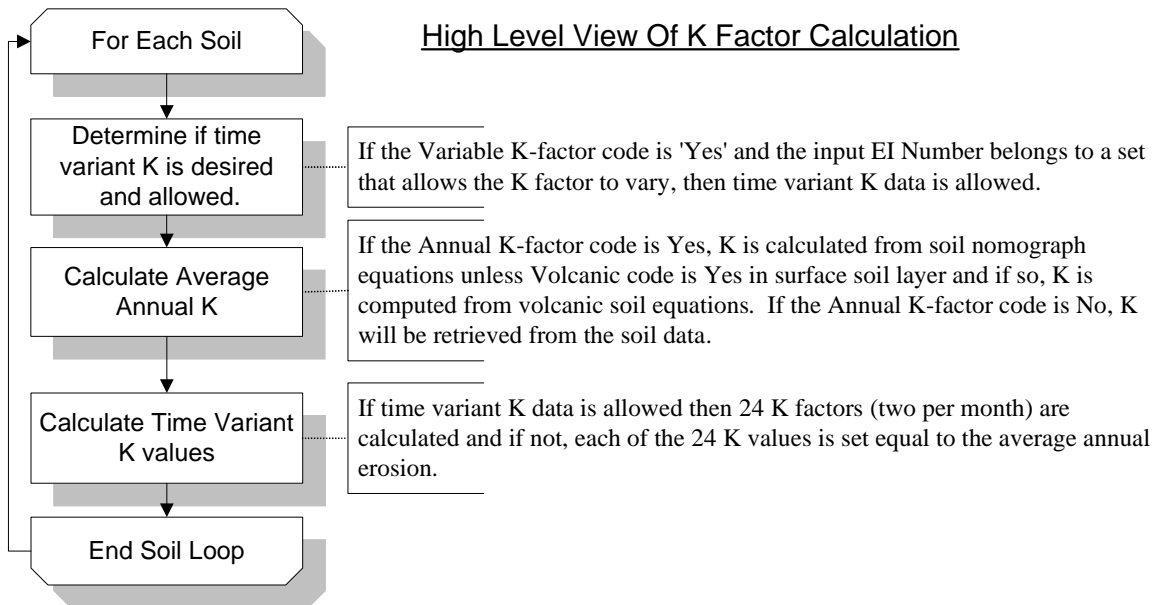 High Level View Of K Factor Calculation
For Each Soil
Determine if time
variant K is desired
and allowed.
If the Variable K-factor code is 'Yes' and the input EI Number belongs to a set
that allows the K factor to vary, then time variant K data is allowed.
Calculate Average
Annual K
If the Annual K-factor code is Yes, K is calculated from soil nomograph
equations unless Volcanic code is Yes in surface soil layer and if so, K is
computed from volcanic soil equations.  If the Annual K-factor code is No, K
will be retrieved from the soil data.
Calculate Time Variant
K values
If time variant K data is allowed then 24 K factors (two per month) are
calculated and if not, each of the 24 K values is set equal to the average annual
erosion.
End Soil Loop